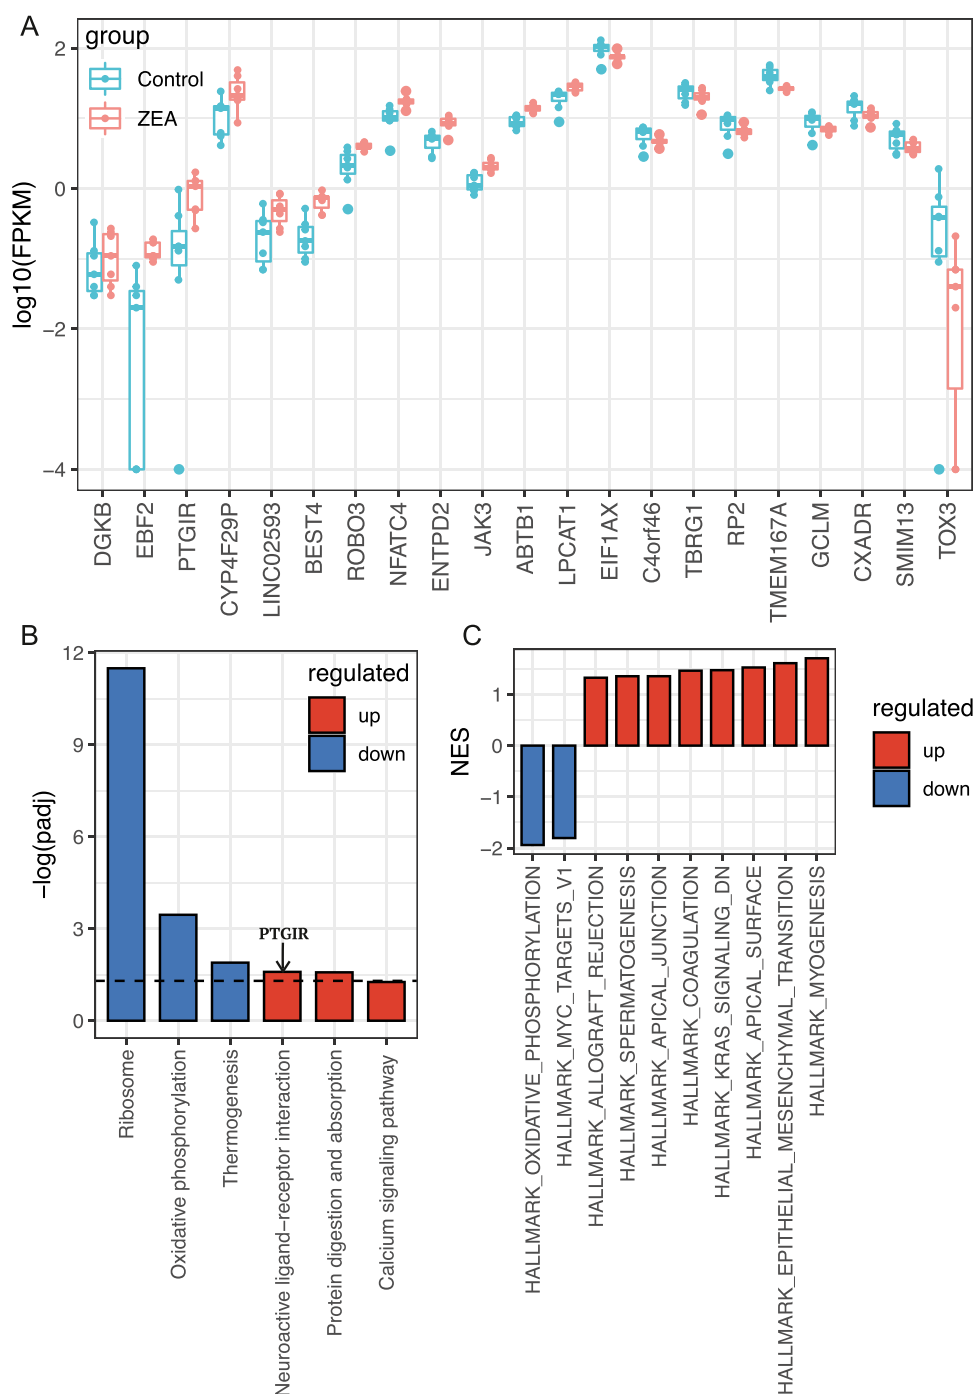 A
group
Control
ZEA
log10(FPKM)
2
0
−2
−4
DGKB
EBF2
PTGIR
CYP4F29P
LINC02593
BEST4
ROBO3
NFATC4
ENTPD2
JAK3
ABTB1
LPCAT1
EIF1AX
C4orf46
TBRG1
RP2
TMEM167A
GCLM
CXADR
SMIM13
TOX3
B
−log(padj)
12
9
6
3
0
regulated
up
down
PTGIR
Ribosome
Oxidative phosphorylation
Thermogenesis
Neuroactive ligand−receptor interaction
Protein digestion and absorption
Calcium signaling pathway
C
NES
1
0
−1
−2
HALLMARK_OXIDATIVE_PHOSPHORYLATION
HALLMARK_MYC_TARGETS_V1
HALLMARK_ALLOGRAFT_REJECTION
HALLMARK_SPERMATOGENESIS
HALLMARK_APICAL_JUNCTION
HALLMARK_COAGULATION
HALLMARK_KRAS_SIGNALING_DN
HALLMARK_APICAL_SURFACE
HALLMARK_EPITHELIAL_MESENCHYMAL_TRANSITION
HALLMARK_MYOGENESIS
regulated
up
down